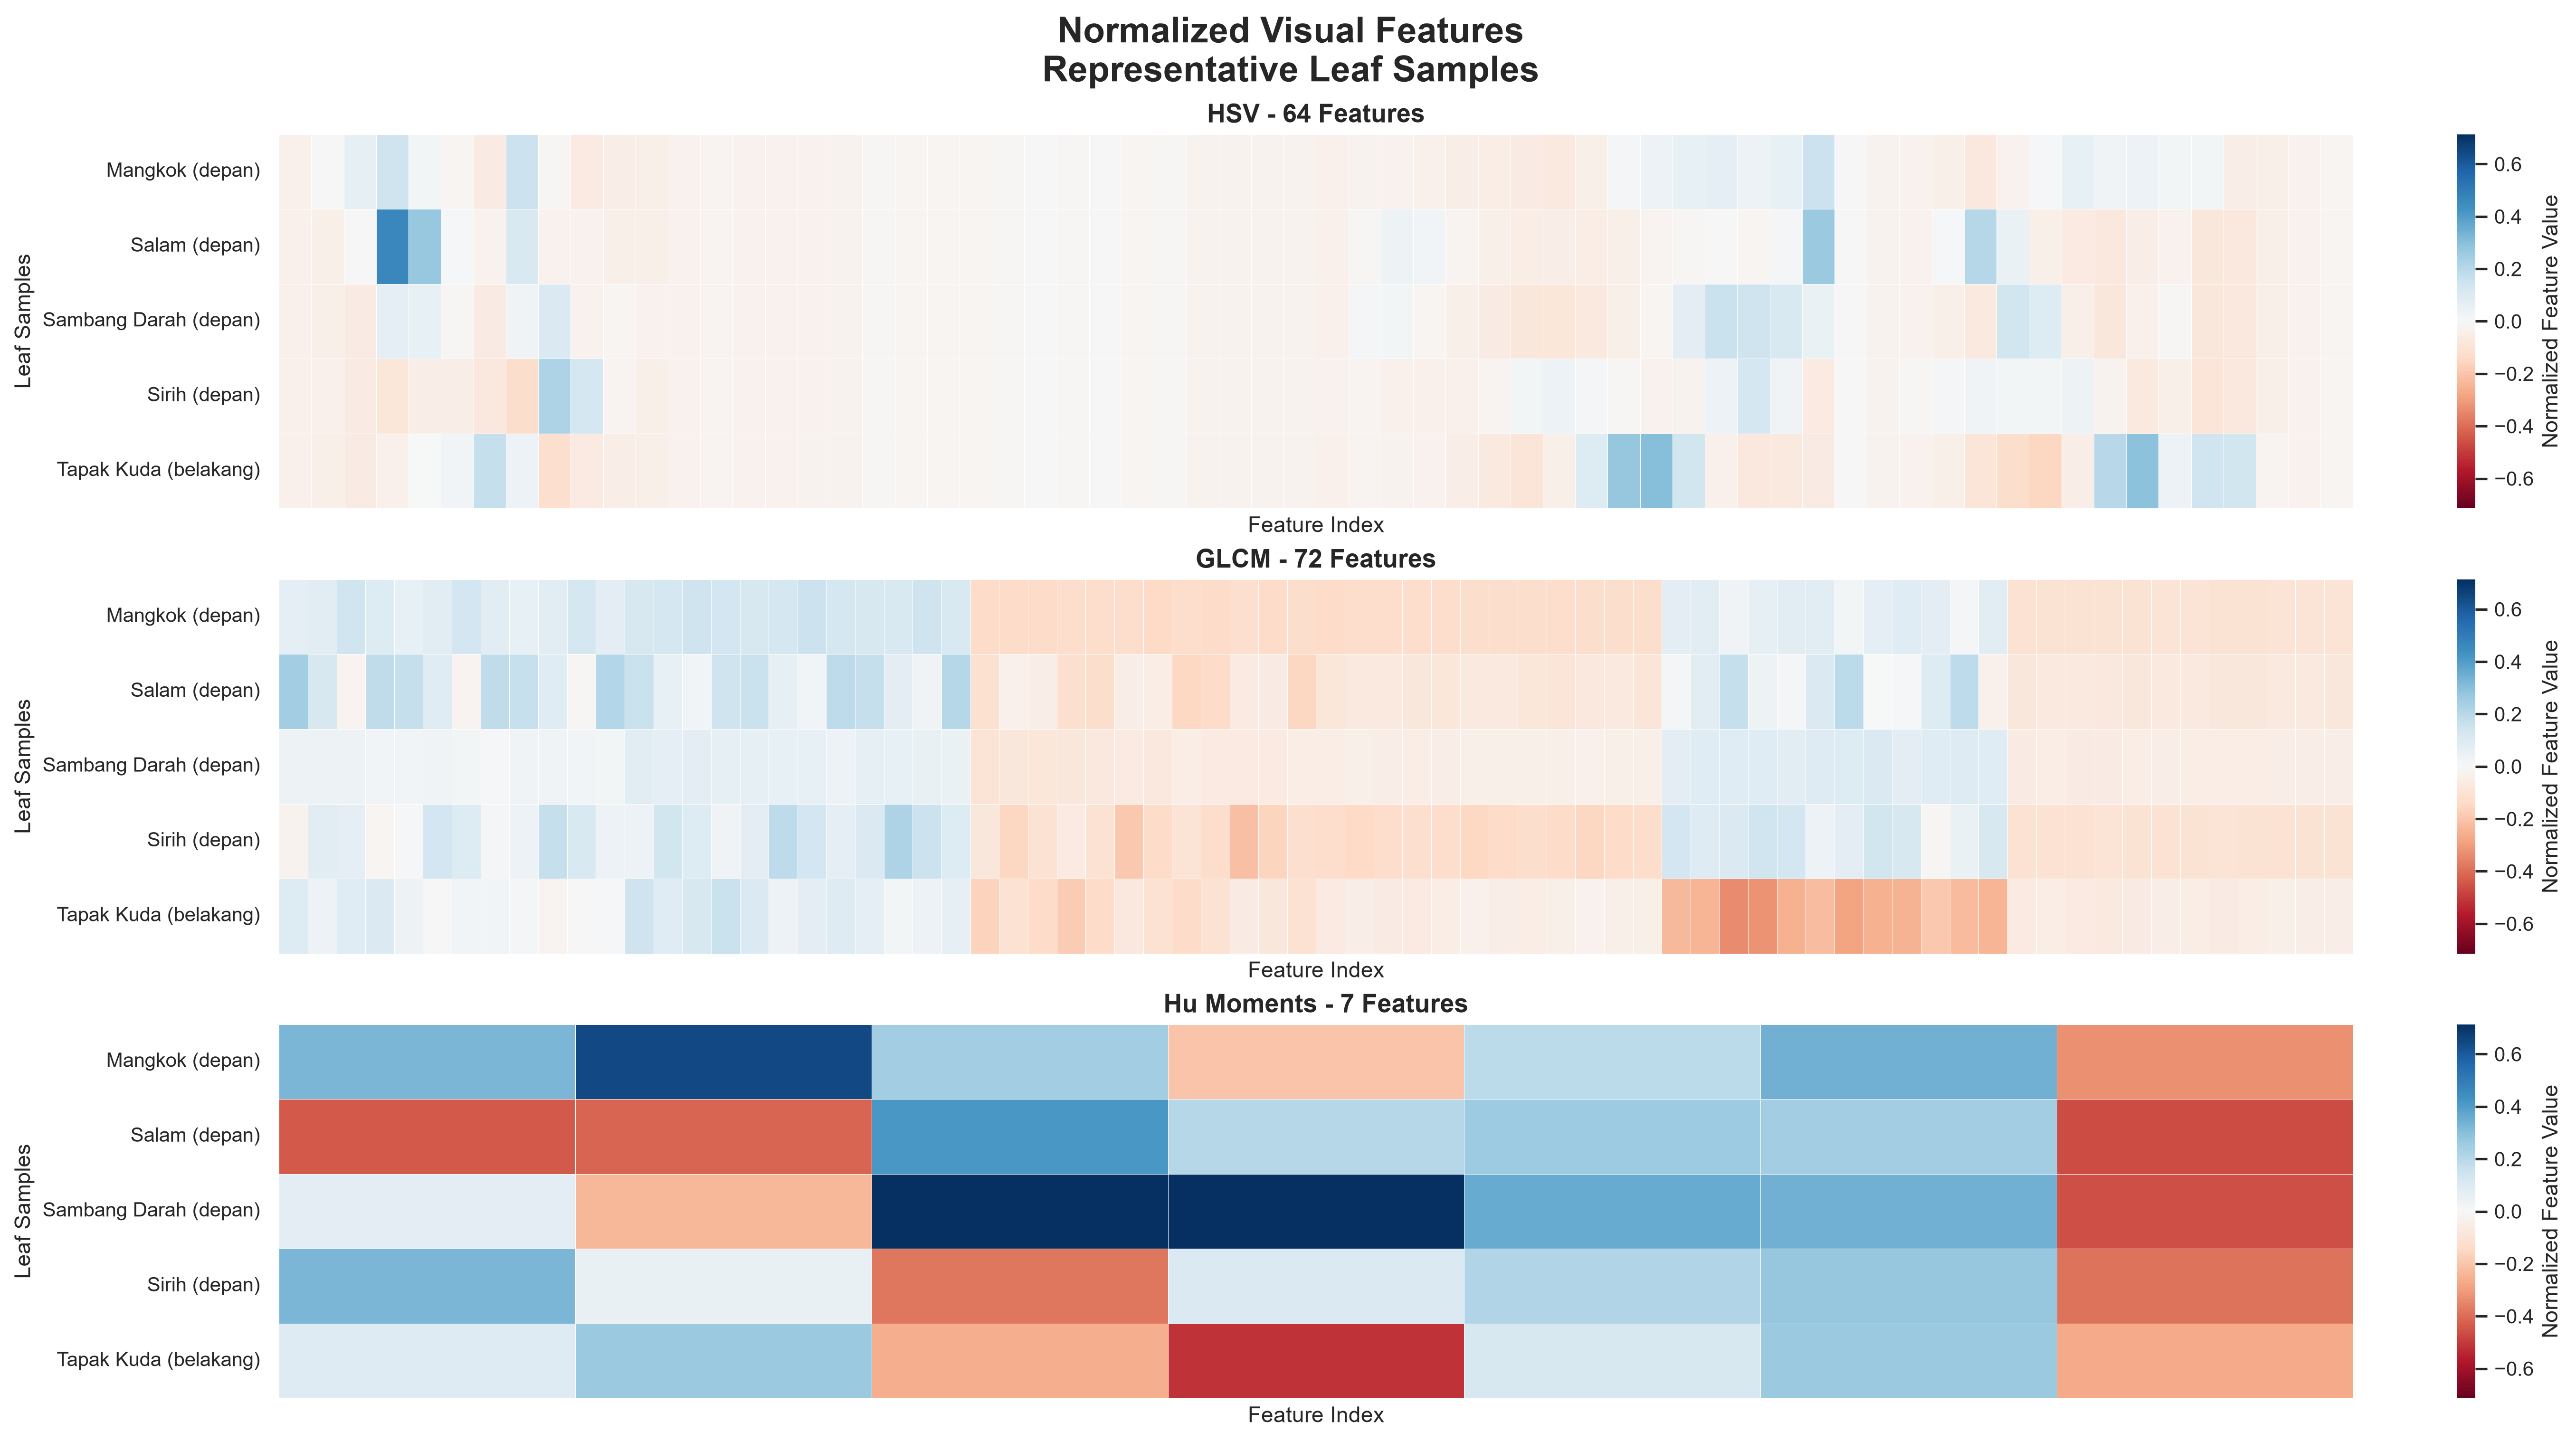 Normalized Visual Features
Representative Leaf Samples
HSV - 64 Features
Leaf Samples
Mangkok (depan)
Salam (depan)
Sambang Darah (depan)
Sirih (depan)
Tapak Kuda (belakang)
Feature Index
0.6
0.4
0.2
0.0
−0.2
−0.4
−0.6
Normalized Feature Value
GLCM - 72 Features
Leaf Samples
Mangkok (depan)
Salam (depan)
Sambang Darah (depan)
Sirih (depan)
Tapak Kuda (belakang)
Feature Index
0.6
0.4
0.2
0.0
−0.2
−0.4
−0.6
Normalized Feature Value
Hu Moments - 7 Features
Leaf Samples
Mangkok (depan)
Salam (depan)
Sambang Darah (depan)
Sirih (depan)
Tapak Kuda (belakang)
Feature Index
0.6
0.4
0.2
0.0
−0.2
−0.4
−0.6
Normalized Feature Value